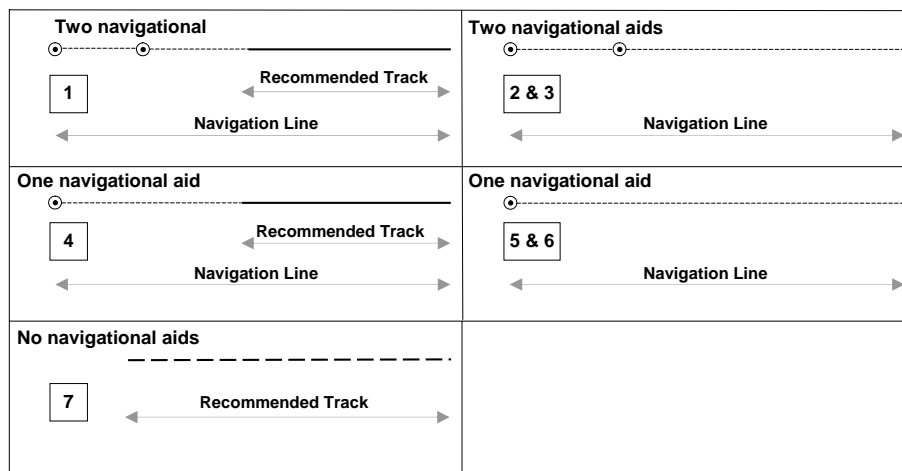 Two navigational
Recommended Track
1
Navigation Line
Two navigational aids
2 & 3
Navigation Line
One navigational aid
Recommended Track
4
Navigation Line
One navigational aid
5 & 6
Navigation Line
No navigational aids
7
Recommended Track